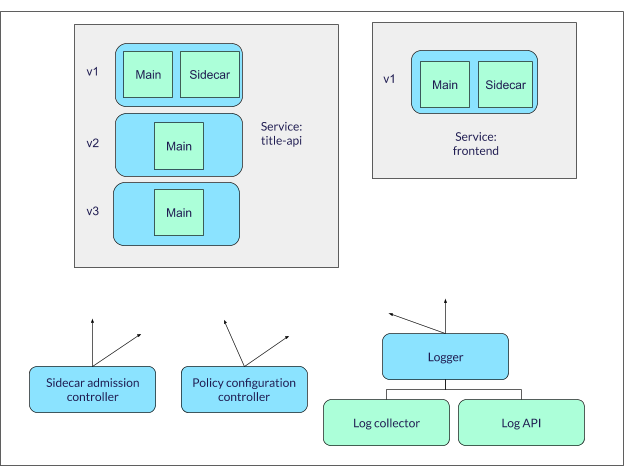 v1
Main
Sidecar
v2
Main
v3
Main
Service:
title-api
v1
Main
Sidecar
Service:
frontend
Sidecar admission
controller
Policy configuration
controller
Logger
Log collector
Log API